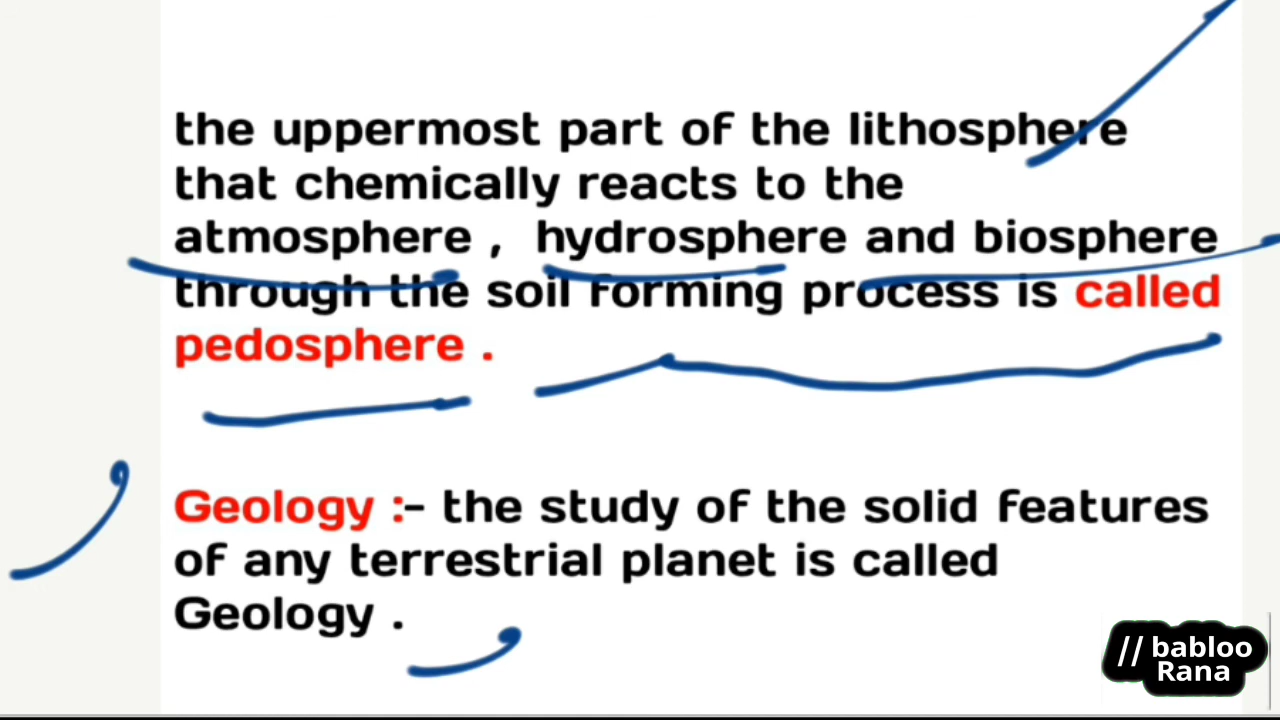 the uppermost part of the lithosphere
that chemically reacts to the
atmosphere , hydrosphere and biosphere
through the soil forming process is called
pedosphere .
Geology :- the study of the solid features
of any terrestrial planet is called
Geology .
// babloo
Rana